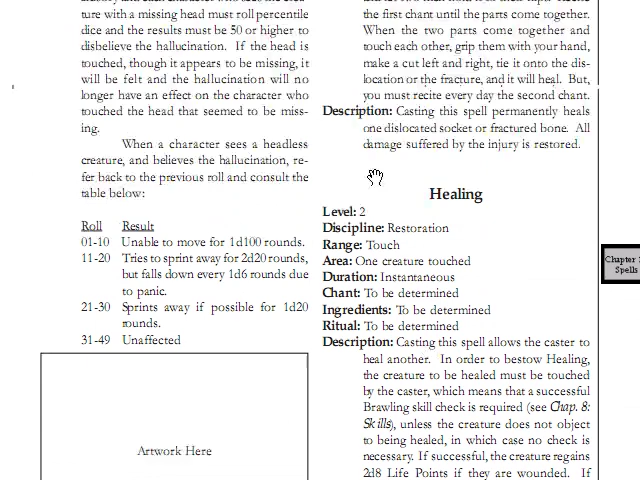 ture with a missing head must roll percentile
dice and the results must be 50 or higher to
disbelieve the hallucination. If the head is
touched, though it appears to be missing, it
will be felt and the hallucination will no
longer have an effect on the character who
touched the head that seemed to be miss-
ing.
When a character sees a headless
creature, and believes the hallucination, re-
fer back to the previous roll and consult the
table below:
Roll Result
01-10 Unable to move for 1d100 rounds.
11-20 Tries to sprint away for 2d20 rounds,
but falls down every 1d6 rounds due
to panic.
21-30 Sprints away if possible for 1d20
rounds.
31-49 Unaffected
Artwork Here
the first chant until the parts come together.
When the two parts come together and
touch each other, grip them with your hand,
make a cut left and right, tie it onto the dis-
location or the fracture, and it will heal. But,
you must recite every day the second chant.
Description: Casting this spell permanently heals
one dislocated socket or fractured bone. All
damage suffered by the injury is restored.
Healing
Level: 2
Discipline: Restoration
Range: Touch
Area: One creature touched
Duration: Instantaneous
Chant: To be determined
Ingredients: To be determined
Ritual: To be determined
Description: Casting this spell allows the caster to
heal another. In order to bestow Healing,
the creature to be healed must be touched
by the caster, which means that a successful
Brawling skill check is required (see Chap. 8:
Skills), unless the creature does not object
to being healed, in which case no check is
necessary. If successful, the creature regains
2d8 Life Points if they are wounded. If
Chapter
Spells